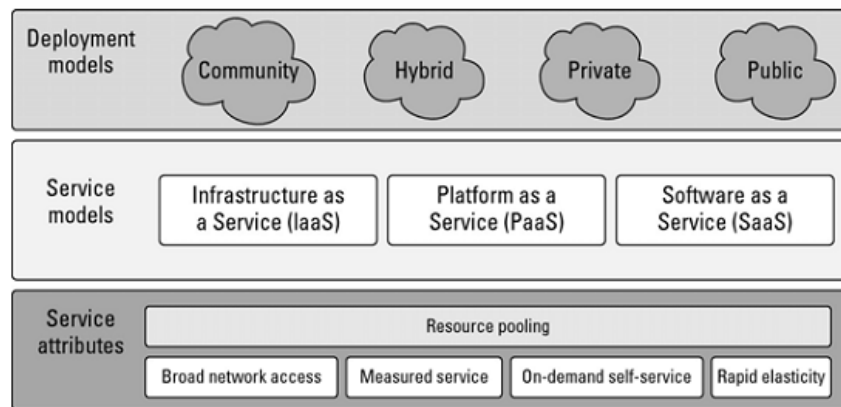 Deployment
models
Community
Hybrid
Private
Public
Service
models
Infrastructure as
a Service (IaaS)
Platform as a
Service (PaaS)
Software as a
Service (SaaS)
Service
attributes
Resource pooling
Broad network access
Measured service
On-demand self-service
Rapid elasticity